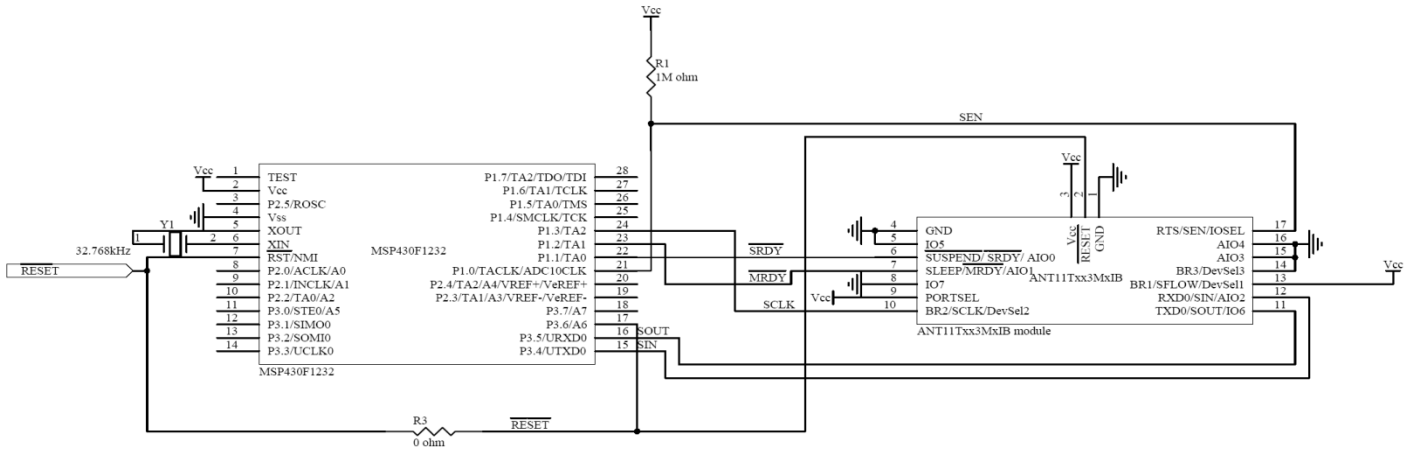 Vcc
R1
1M ohm
SEN
Vcc
1 TEST
2 Vcc
3 P2.5/ROSC
4 Vss
5 XOUT
6 XIN
7 RST/NMI
8 P2.0/ACLK/A0
9 P2.1/INCLK/A1
10 P2.2/TA0/A2
11 P3.0/STE0/A5
12 P3.1/SIMO0
13 P3.2/SOMI0
14 P3.3/UCLK0
MSP430F1232
P1.7/TA2/TDO/TDI 28
P1.6/TA1/TCLK 27
P1.5/TA0/TMS 26
P1.4/SMCLK/TCK 25
P1.3/TA2 24
P1.2/TA1 23
P1.1/TA0 22
P1.0/TACLK/ADC10CLK 21
P2.4/TA2/A4/VREF+/VeREF+ 20
P2.3/TA1/A3/VREF-/VeREF- 19
P3.7/A7 18
P3.6/A6 17
P3.5/URXD0 16 SOUT
P3.4/UTXD0 15 SIN
MSP430F1232
Y1
1 2
32.768kHz
RESET
R3
0 ohm
RESET
SRDY
MRDY
SCLK
Vcc
Vcc
3 2 1
Vcc
RESET
GND
4 GND
5 IO5
6 SUSPEND/ SRDY/ AIO0
7 SLEEP/MRDY/AIO1
8 IO7
9 PORTSEL
10 BR2/SCLK/DevSel2
ANT11Txx3MxIB
RTS/SEN/IOSEL 17
AIO4 16
AIO3 15
BR3/DevSel3 14
BR1/SFLOW/DevSel1 13
RXD0/SIN/AIO2 12
TXD0/SOUT/IO6 11
ANT11Txx3MxIB module
Vcc